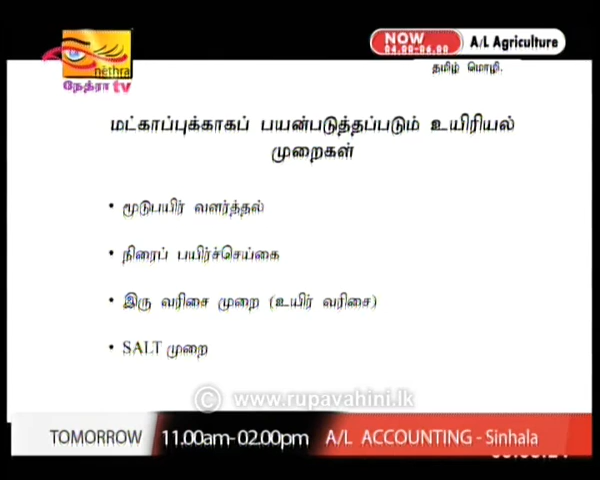 nēthra
நேத்ரா tv
NOW
04.00-06.00
A/L Agriculture
தமிழ் மொழி.
மட்காப்புக்காகப் பயன்படுத்தப்படும் உயிரியல்
முறைகள்
• மூடுபயிர் வளர்த்தல்
• நிரைப் பயிர்ச்செய்கை
• இரு வரிசை முறை (உயிர் வரிசை)
• SALT முறை
© www.rupavahini.lk
TOMORROW 11.00am-02.00pm A/L ACCOUNTING - Sinhala